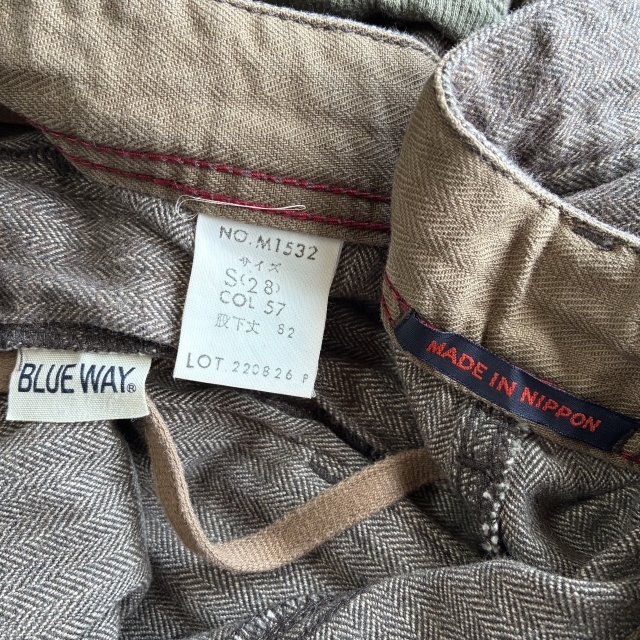 NO.M1532
サイズ
S(28)
COL 57
股下丈 82
LOT.220826 P
BLUE WAY®
MADE IN NIPPON